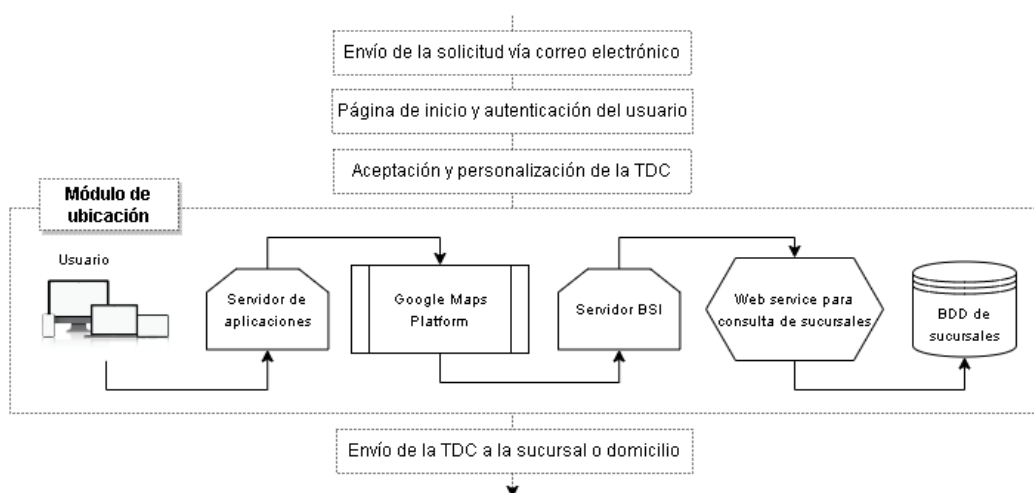 Envío de la solicitud vía correo electrónico
Página de inicio y autenticación del usuario
Aceptación y personalización de la TDC
Módulo de
ubicación
Usuario
Servidor de
aplicaciones
Google Maps
Platform
Servidor BSI
Web service para
consulta de sucursales
BDD de
sucursales
Envío de la TDC a la sucursal o domicilio